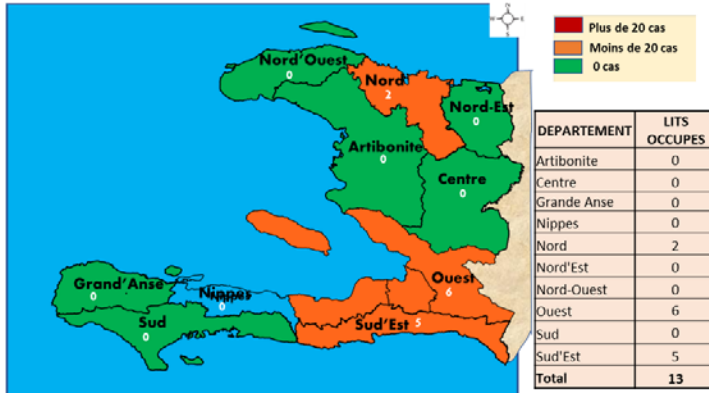 N
W E
S
Plus de 20 cas
Moins de 20 cas
0 cas
Nord'Ouest
0
Nord
2
Nord-Est
0
Artibonite
0
Centre
0
Grand'Anse
0
Nippes
Nippes
0
Ouest
6
Sud
0
Sud'Est 5
DEPARTEMENT LITS OCCUPES
Artibonite 0
Centre 0
Grande Anse 0
Nippes 0
Nord 2
Nord'Est 0
Nord-Ouest 0
Ouest 6
Sud 0
Sud'Est 5
Total 13